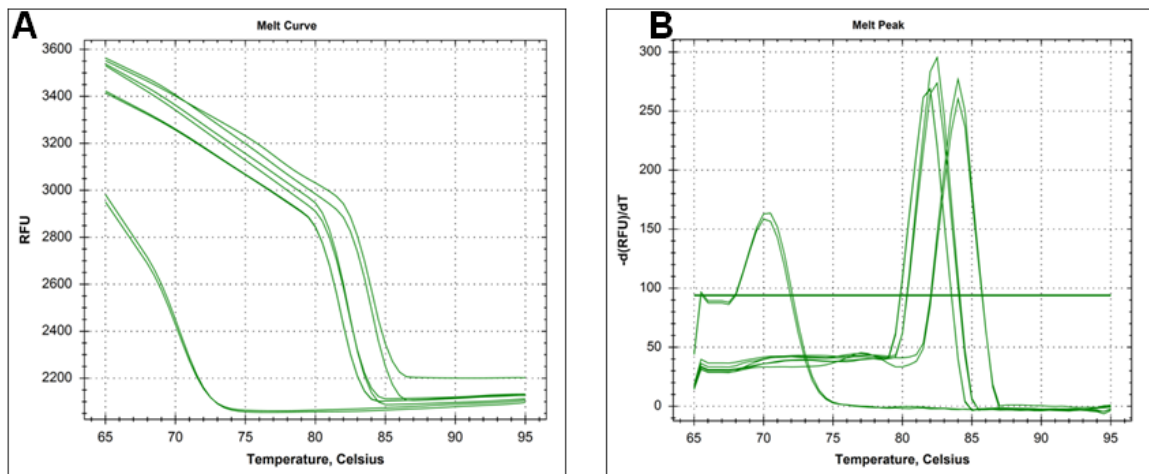 A
Melt Curve
3600
3400
3200
3000
2800
2600
2400
2200
RFU
65 70 75 80 85 90 95
Temperature, Celsius
B
Melt Peak
300
250
200
150
100
50
0
-d(RFU)/dT
65 70 75 80 85 90 95
Temperature, Celsius